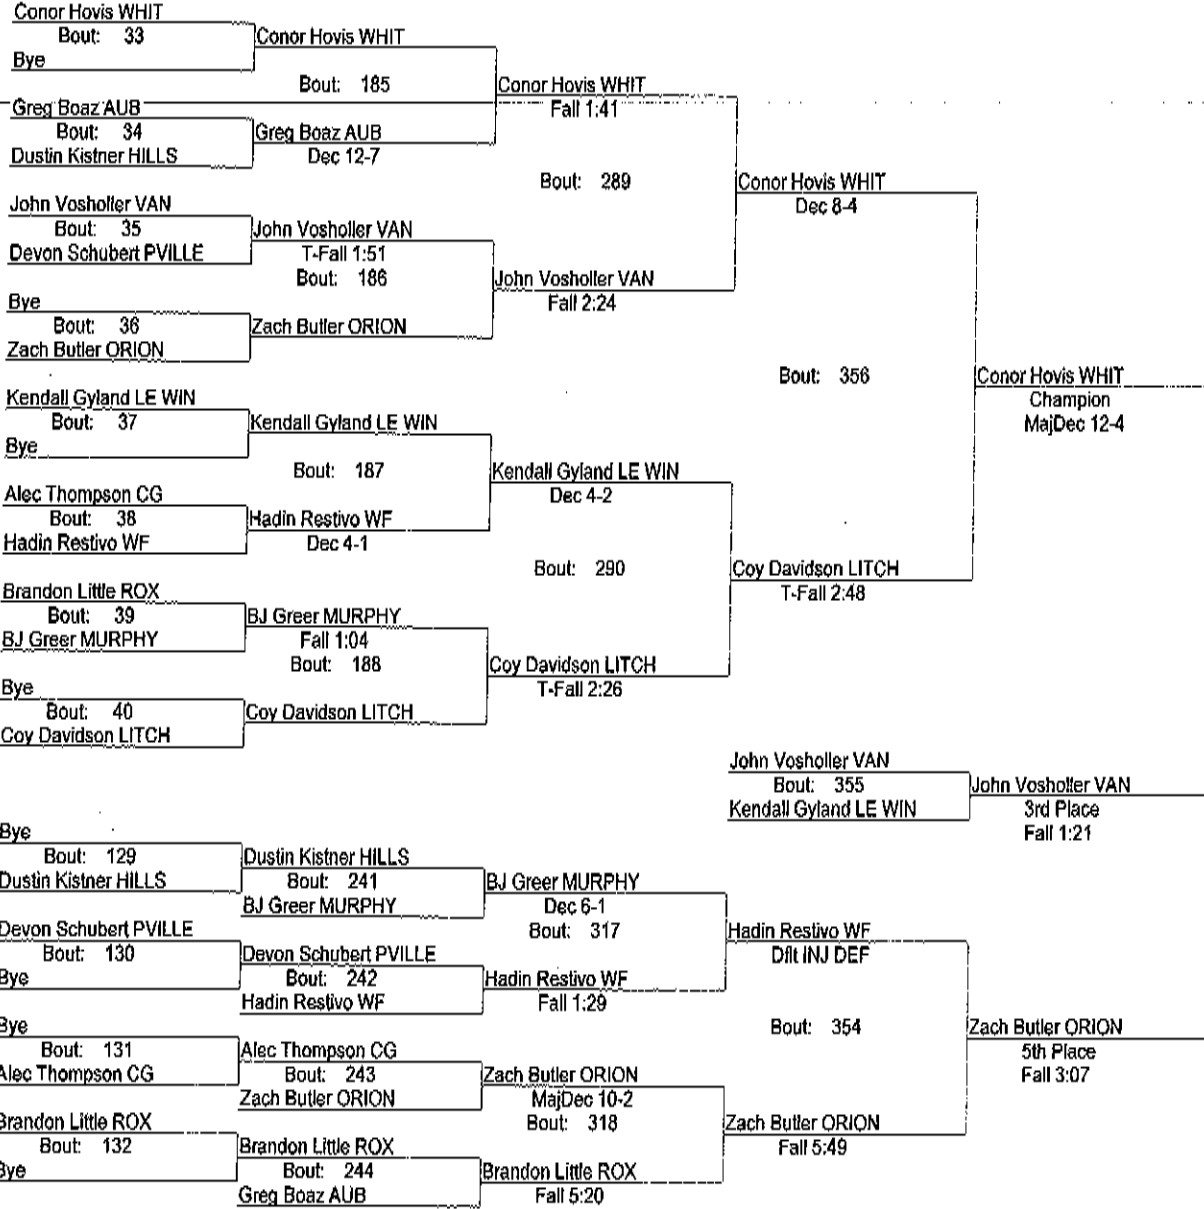 Conor Hovis WHIT
Bout: 33
Bye
Conor Hovis WHIT
Bout: 185
Greg Boaz AUB
Bout: 34
Dustin Kistner HILLS
Greg Boaz AUB
Dec 12-7
Conor Hovis WHIT
Fall 1:41
Bout: 289
John Vosholler VAN
Bout: 35
Devon Schubert PVILLE
John Vosholler VAN
T-Fall 1:51
Bout: 186
Bye
Bout: 36
Zach Butler ORION
Zach Butler ORION
John Vosholler VAN
Fall 2:24
Conor Hovis WHIT
Dec 8-4
Bout: 356
Conor Hovis WHIT
Champion
MajDec 12-4
Kendall Gyland LE WIN
Bout: 37
Bye
Kendall Gyland LE WIN
Bout: 187
Alec Thompson CG
Bout: 38
Hadin Restivo WF
Hadin Restivo WF
Dec 4-1
Kendall Gyland LE WIN
Dec 4-2
Bout: 290
Brandon Little ROX
Bout: 39
BJ Greer MURPHY
BJ Greer MURPHY
Fall 1:04
Bout: 188
Bye
Bout: 40
Coy Davidson LITCH
Coy Davidson LITCH
Coy Davidson LITCH
T-Fall 2:26
Coy Davidson LITCH
T-Fall 2:48
John Vosholler VAN
Bout: 355
Kendall Gyland LE WIN
John Vosholler VAN
3rd Place
Fall 1:21
Bye
Bout: 129
Dustin Kistner HILLS
Dustin Kistner HILLS
Bout: 241
BJ Greer MURPHY
BJ Greer MURPHY
Dec 6-1
Bout: 317
Devon Schubert PVILLE
Bout: 130
Bye
Devon Schubert PVILLE
Bout: 242
Hadin Restivo WF
Hadin Restivo WF
Fall 1:29
Hadin Restivo WF
Dflt INJ DEF
Bout: 354
Bye
Bout: 131
Alec Thompson CG
Alec Thompson CG
Bout: 243
Zach Butler ORION
Zach Butler ORION
MajDec 10-2
Bout: 318
Brandon Little ROX
Bout: 132
Bye
Brandon Little ROX
Bout: 244
Greg Boaz AUB
Brandon Little ROX
Fall 5:20
Zach Butler ORION
Fall 5:49
Zach Butler ORION
5th Place
Fall 3:07